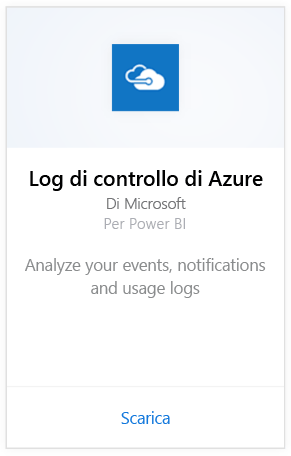 Log di controllo di Azure
Di Microsoft
Per Power BI
Analyze your events, notifications
and usage logs
Scarica